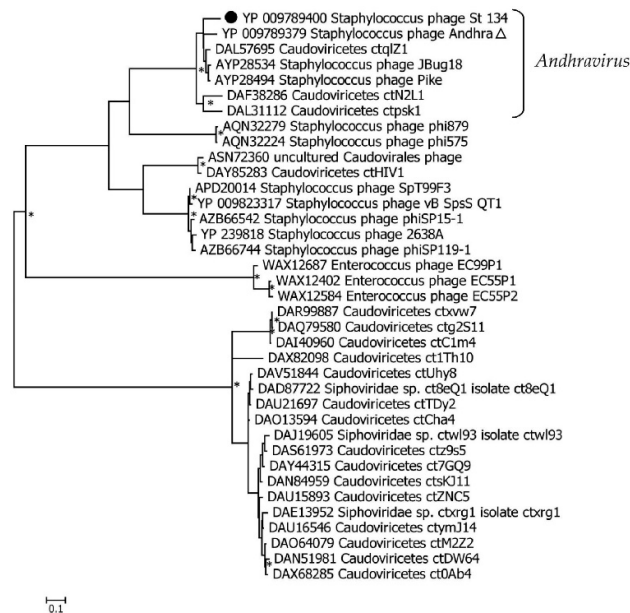 YP 009789400 Staphylococcus phage St 134
YP 009789379 Staphylococcus phage Andhra
DAL57695 Caudoviricetes ctqIZ1
AYP28534 Staphylococcus phage JBug18
AYP28494 Staphylococcus phage Pike
DAF38286 Caudoviricetes ctN2L1
DAL31112 Caudoviricetes ctpsk1
Andhravirus
AQN32279 Staphylococcus phage phi879
AQN32224 Staphylococcus phage phi575
ASN72360 uncultured Caudovirales phage
DAY85283 Caudoviricetes ctHIV1
APD20014 Staphylococcus phage SpT99F3
YP 009823317 Staphylococcus phage vB SpsS QT1
AZB66542 Staphylococcus phage phiSP15-1
YP 239818 Staphylococcus phage 2638A
AZB66744 Staphylococcus phage phiSP119-1
WAX12687 Enterococcus phage EC99P1
WAX12402 Enterococcus phage EC55P1
WAX12584 Enterococcus phage EC55P2
DAR99887 Caudoviricetes ctxvw7
DAQ79580 Caudoviricetes ctg2S11
DAI40960 Caudoviricetes ctC1m4
DAX82098 Caudoviricetes ct1Th10
DAV51844 Caudoviricetes ctUhy8
DAD87722 Siphoviridae sp. ct8eQ1 isolate ct8eQ1
DAU21697 Caudoviricetes ctTDy2
DAO13594 Caudoviricetes ctCha4
DAJ19605 Siphoviridae sp. ctwl93 isolate ctwl93
DAS61973 Caudoviricetes ctz9s5
DAY44315 Caudoviricetes ct7GQ9
DAN84959 Caudoviricetes ctsKJ11
DAU15893 Caudoviricetes ctZNC5
DAE13952 Siphoviridae sp. ctxrg1 isolate ctxrg1
DAU16546 Caudoviricetes ctymJ14
DAO64079 Caudoviricetes ctM2Z2
DAN51981 Caudoviricetes ctDW64
DAX68285 Caudoviricetes ct0Ab4
0.1